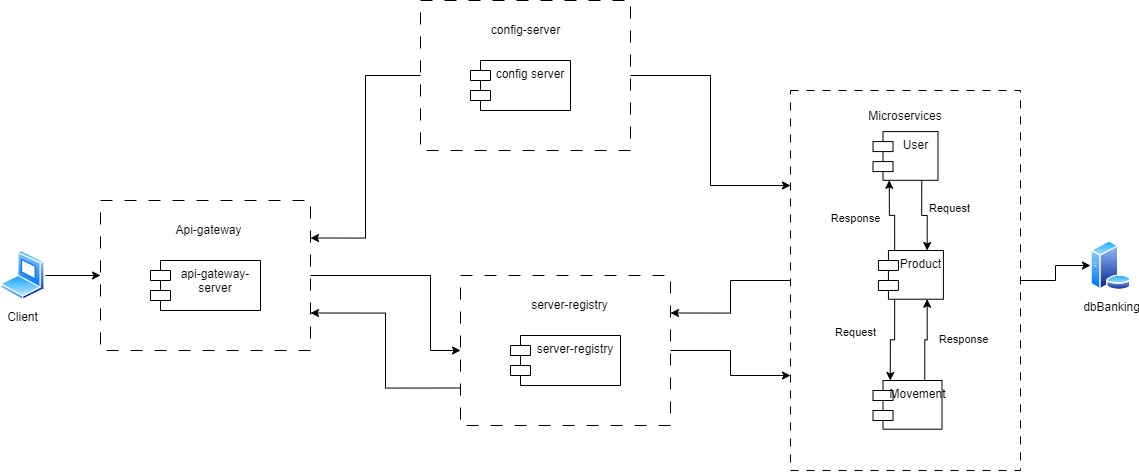 config-server
config server
Microservices
User
Response
Request
Product
Request
Response
Movement
Api-gateway
api-gateway-
server
Client
server-registry
server-registry
dbBanking